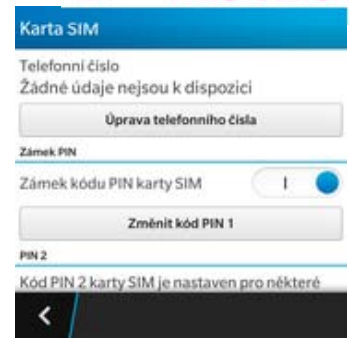 Karta SIM
Telefonní číslo
Žádné údaje nejsou k dispozici
Úprava telefonního čísla
Zámek PIN
Zámek kódu PIN karty SIM
Změnit kód PIN 1
PIN 2
Kód PIN 2 karty SIM je nastaven pro některé